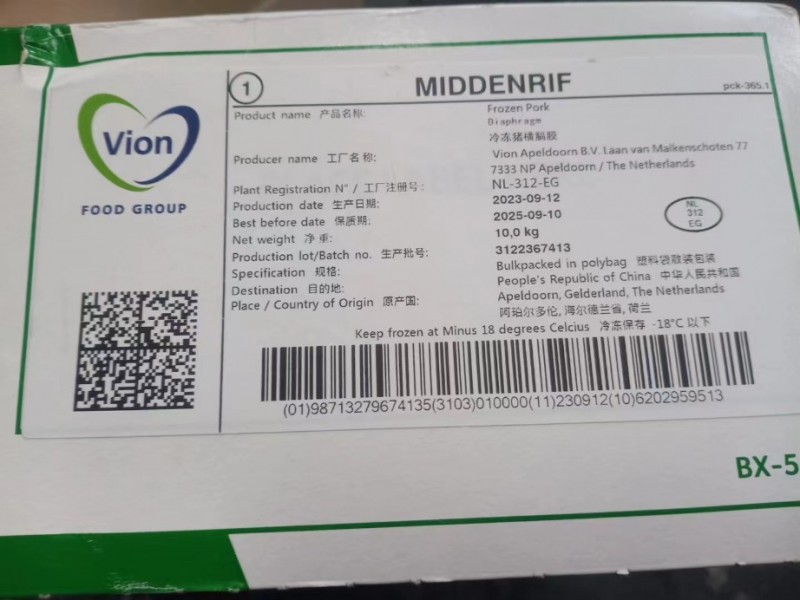 1
MIDDENRIF
pck-365.1
Vion
FOOD GROUP
Product name 产品名称:
Frozen Pork
Diaphragm
冷冻猪横膈膜
Producer name 工厂名称;
Vion Apeldoorn B.V. Laan van Malkenschoten 77
7333 NP Apeldoorn / The Netherlands
Plant Registration N° / 工厂注册号:
NL-312-EG
Production date 生产日期:
2023-09-12
Best before date 保质期:
2025-09-10
Net weight 净重:
10,0 kg
NL
312
EG
Production lot/Batch no. 生产批号:
3122367413
Specification 规格:
Bulkpacked in polybag 塑料袋散装包装
Destination 目的地:
People's Republic of China 中华人民共和国
Place / Country of Origin 原产国:
Apeldoorn, Gelderland, The Netherlands
阿珀尔多伦, 海尔德兰省, 荷兰
Keep frozen at Minus 18 degrees Celcius 冷冻保存 -18°C 以下
(01)98713279674135(3103)010000(11)230912(10)6202959513
BX-5